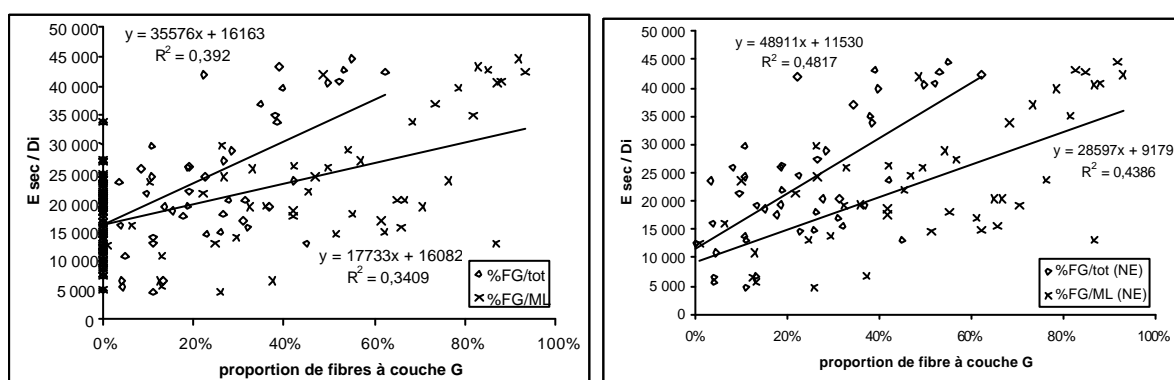 50 000
45 000
40 000
35 000
30 000
25 000
20 000
15 000
10 000
5 000
0
E sec / Di
y = 35576x + 16163
R² = 0,392
y = 17733x + 16082
R² = 0,3409
%FG/tot
%FG/ML
0% 20% 40% 60% 80% 100%
proportion de fibres à couche G
50 000
45 000
40 000
35 000
30 000
25 000
20 000
15 000
10 000
5 000
0
E sec / Di
y = 48911x + 11530
R² = 0,4817
y = 28597x + 9179
R² = 0,4386
%FG/tot (NE)
%FG/ML (NE)
0% 20% 40% 60% 80% 100%
proportion de fibre à couche G